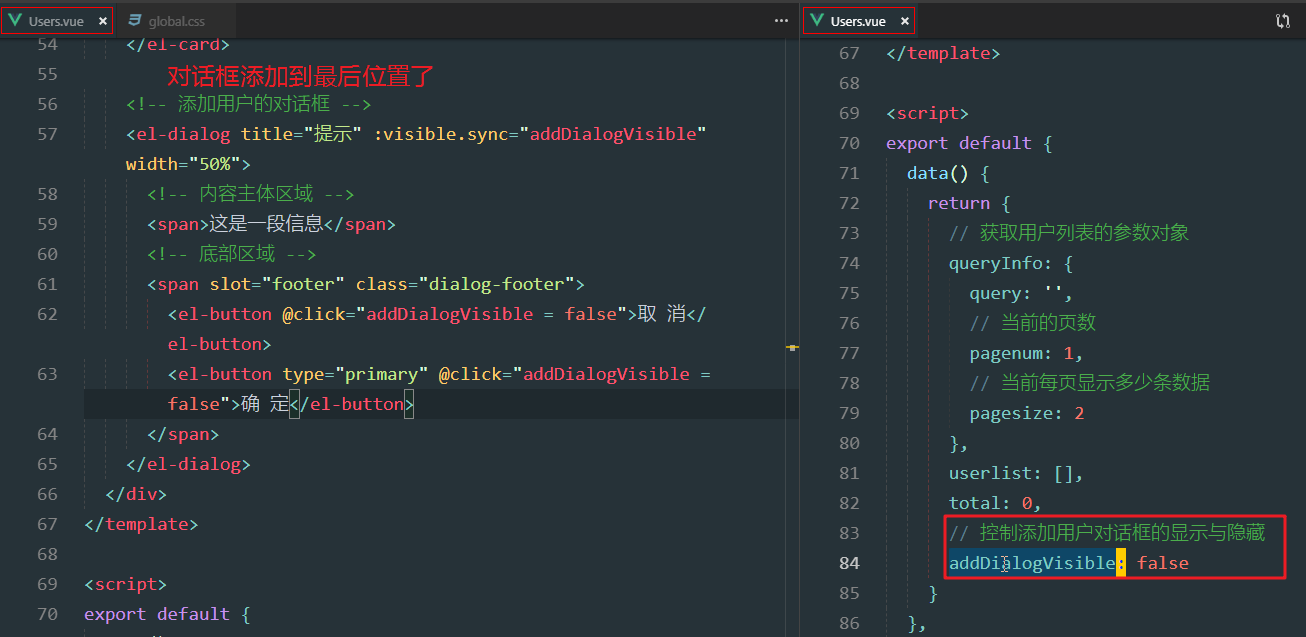 Users.vue × global.css ...
54 </el-card>
55 对话框添加到最后位置了
56 <!-- 添加用户的对话框 -->
57 <el-dialog title="提示" :visible.sync="addDialogVisible"
width="50%">
58 <!-- 内容主体区域 -->
59 <span>这是一段信息</span>
60 <!-- 底部区域 -->
61 <span slot="footer" class="dialog-footer">
62 <el-button @click="addDialogVisible = false">取 消</
el-button>
63 <el-button type="primary" @click="addDialogVisible =
false">确 定</el-button>
64 </span>
65 </el-dialog>
66 </div>
67 </template>
68
69 <script>
70 export default {
Users.vue ×
67 </template>
68
69 <script>
70 export default {
71 data() {
72 return {
73 // 获取用户列表的参数对象
74 queryInfo: {
75 query: '',
76 // 当前的页数
77 pagenum: 1,
78 // 当前每页显示多少条数据
79 pagesize: 2
80 },
81 userlist: [],
82 total: 0,
83 // 控制添加用户对话框的显示与隐藏
84 addDialogVisible: false
85 }
86 },